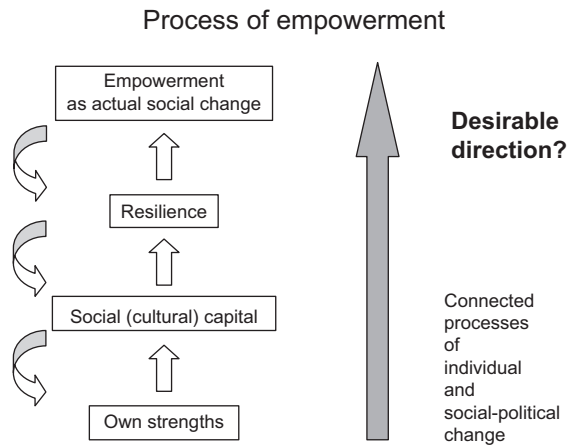 Process of empowerment
Empowerment
as actual social change
Resilience
Social (cultural) capital
Own strengths
Desirable
direction?
Connected
processes
of
individual
and
social-political
change